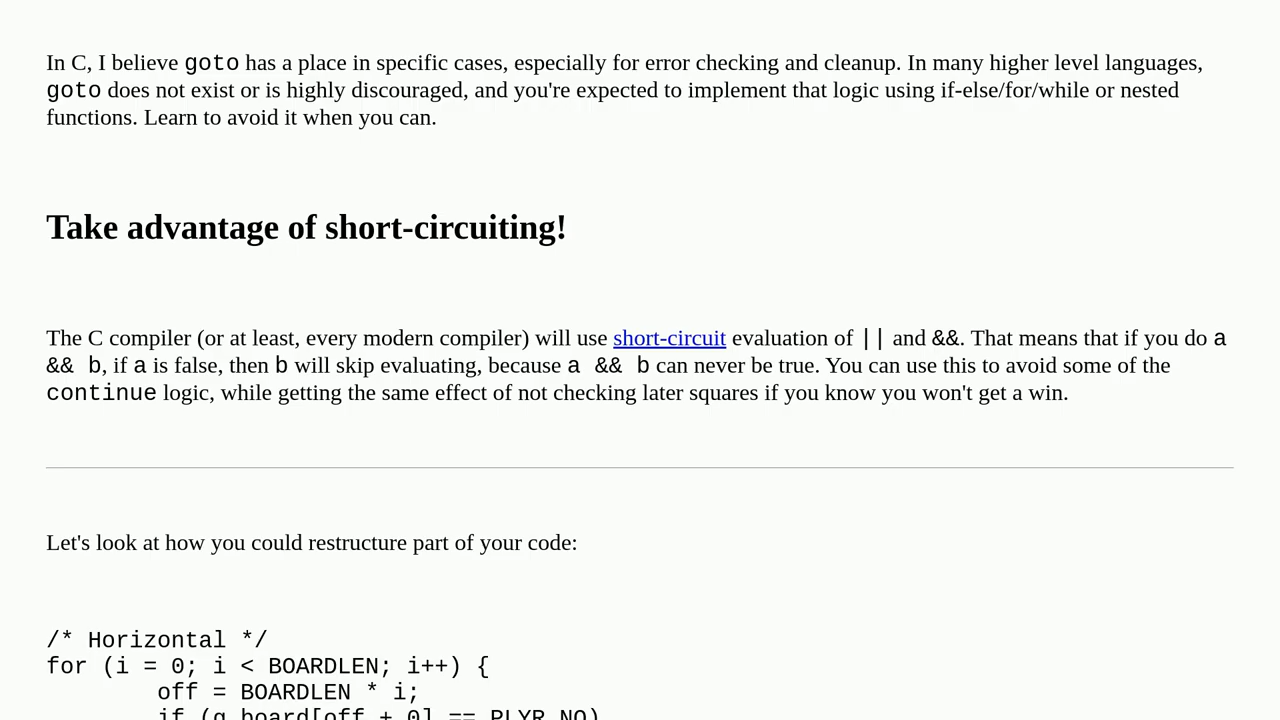 In C, I believe goto has a place in specific cases, especially for error checking and cleanup. In many higher level languages,
goto does not exist or is highly discouraged, and you're expected to implement that logic using if-else/for/while or nested
functions. Learn to avoid it when you can.
Take advantage of short-circuiting!
The C compiler (or at least, every modern compiler) will use short-circuit evaluation of || and &&. That means that if you do a
&& b, if a is false, then b will skip evaluating, because a && b can never be true. You can use this to avoid some of the
continue logic, while getting the same effect of not checking later squares if you know you won't get a win.
Let's look at how you could restructure part of your code:
/* Horizontal */
for (i = 0; i < BOARDLEN; i++) {
        off = BOARDLEN * i;
        if (g_board[off + 0] == PLYR_NO)